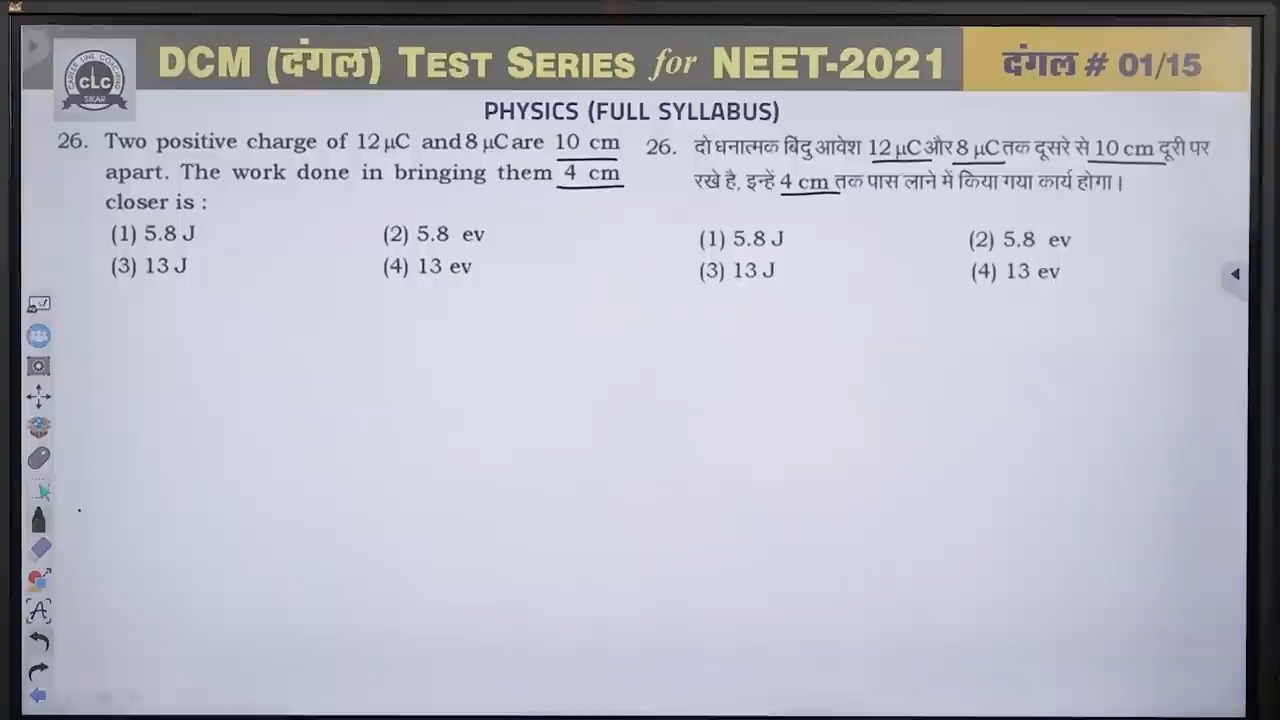 DCM (दंगल) TEST SERIES for NEET-2021
दंगल # 01/15
CLC
SIKAR
PHYSICS (FULL SYLLABUS)
26. Two positive charge of 12 µC and 8 µC are 10 cm
apart. The work done in bringing them 4 cm
closer is :
(1) 5.8 J (2) 5.8 ev
(3) 13 J (4) 13 ev
26. दो धनात्मक बिंदु आवेश 12 µC और 8 µC तक दूसरे से 10 cm दूरी पर
रखे है, इन्हें 4 cm तक पास लाने में किया गया कार्य होगा।
(1) 5.8 J (2) 5.8 ev
(3) 13 J (4) 13 ev